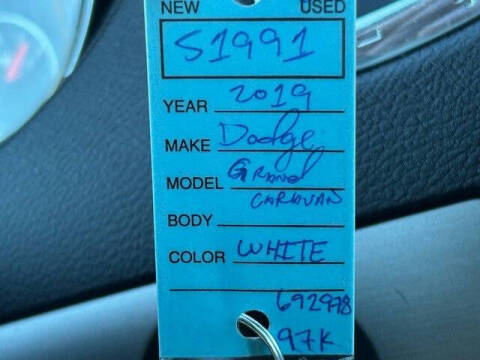 NEW USED
S1991
YEAR 2019
MAKE Dodge
MODEL Grand
CARAVAN
BODY
COLOR WHITE
692978
97K